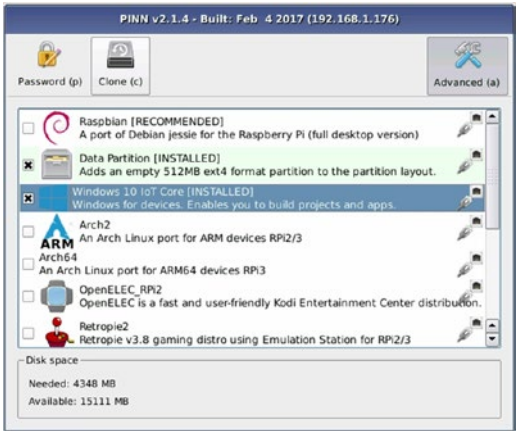 PINN v2.1.4 - Built: Feb  4 2017 (192.168.1.176)
Password (p)
Clone (c)
Advanced (a)
Raspbian [RECOMMENDED]
A port of Debian jessie for the Raspberry Pi (full desktop version)
Data Partition [INSTALLED]
Adds an empty 512MB ext4 format partition to the partition layout.
Windows 10 IoT Core [INSTALLED]
Windows for devices. Enables you to build projects and apps.
Arch2
An Arch Linux port for ARM devices RPi2/3
ARM
Arch64
An Arch Linux port for ARM64 devices RPi3
OpenELEC_RPi2
OpenELEC is a fast and user-friendly Kodi Entertainment Center distribution.
Retropie2
Retropie v3.8 gaming distro using Emulation Station for RPi2/3
Disk space
Needed: 4348 MB
Available: 15111 MB